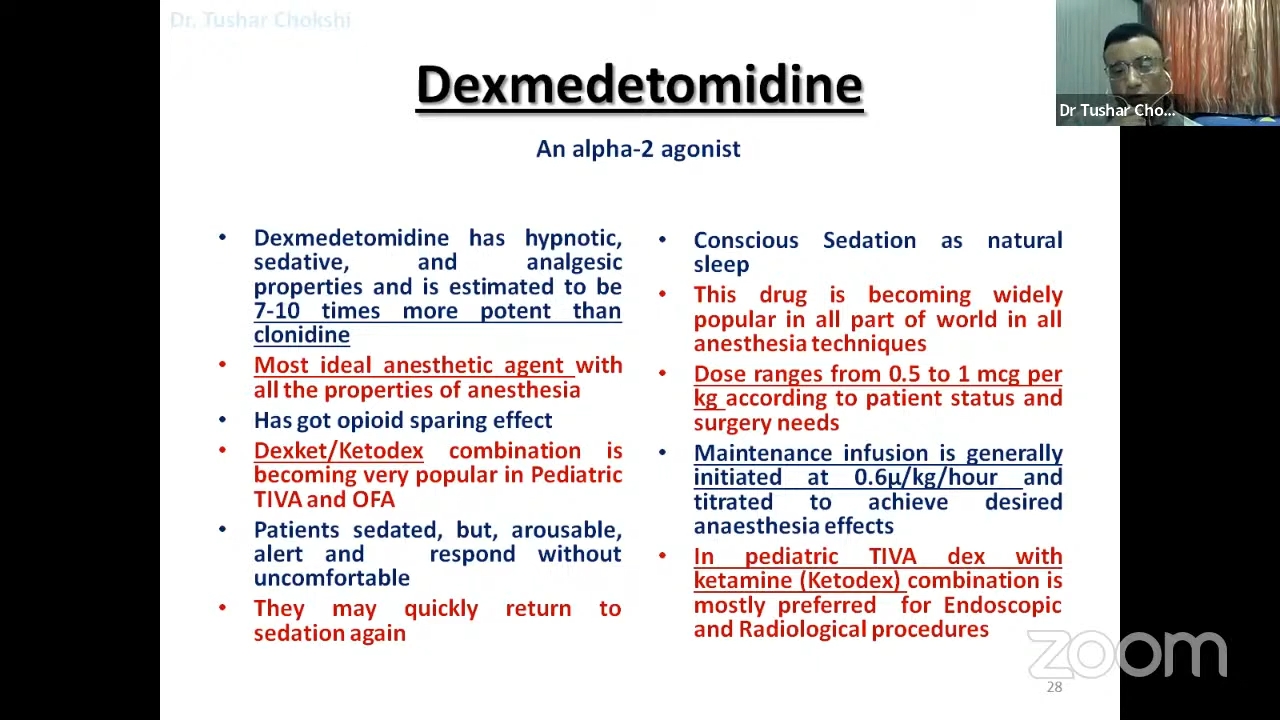 Dr. Tushar Chokshi
Dexmedetomidine
An alpha-2 agonist
• Dexmedetomidine has hypnotic,
sedative, and analgesic
properties and is estimated to be
7-10 times more potent than
clonidine
• Most ideal anesthetic agent with
all the properties of anesthesia
• Has got opioid sparing effect
• Dexket/Ketodex combination is
becoming very popular in Pediatric
TIVA and OFA
• Patients sedated, but, arousable,
alert and respond without
uncomfortable
• They may quickly return to
sedation again
• Conscious Sedation as natural
sleep
• This drug is becoming widely
popular in all part of world in all
anesthesia techniques
• Dose ranges from 0.5 to 1 mcg per
kg according to patient status and
surgery needs
• Maintenance infusion is generally
initiated at 0.6µ/kg/hour and
titrated to achieve desired
anaesthesia effects
• In pediatric TIVA dex with
ketamine (Ketodex) combination is
mostly preferred for Endoscopic
and Radiological procedures
Dr Tushar Cho...
zoom
28